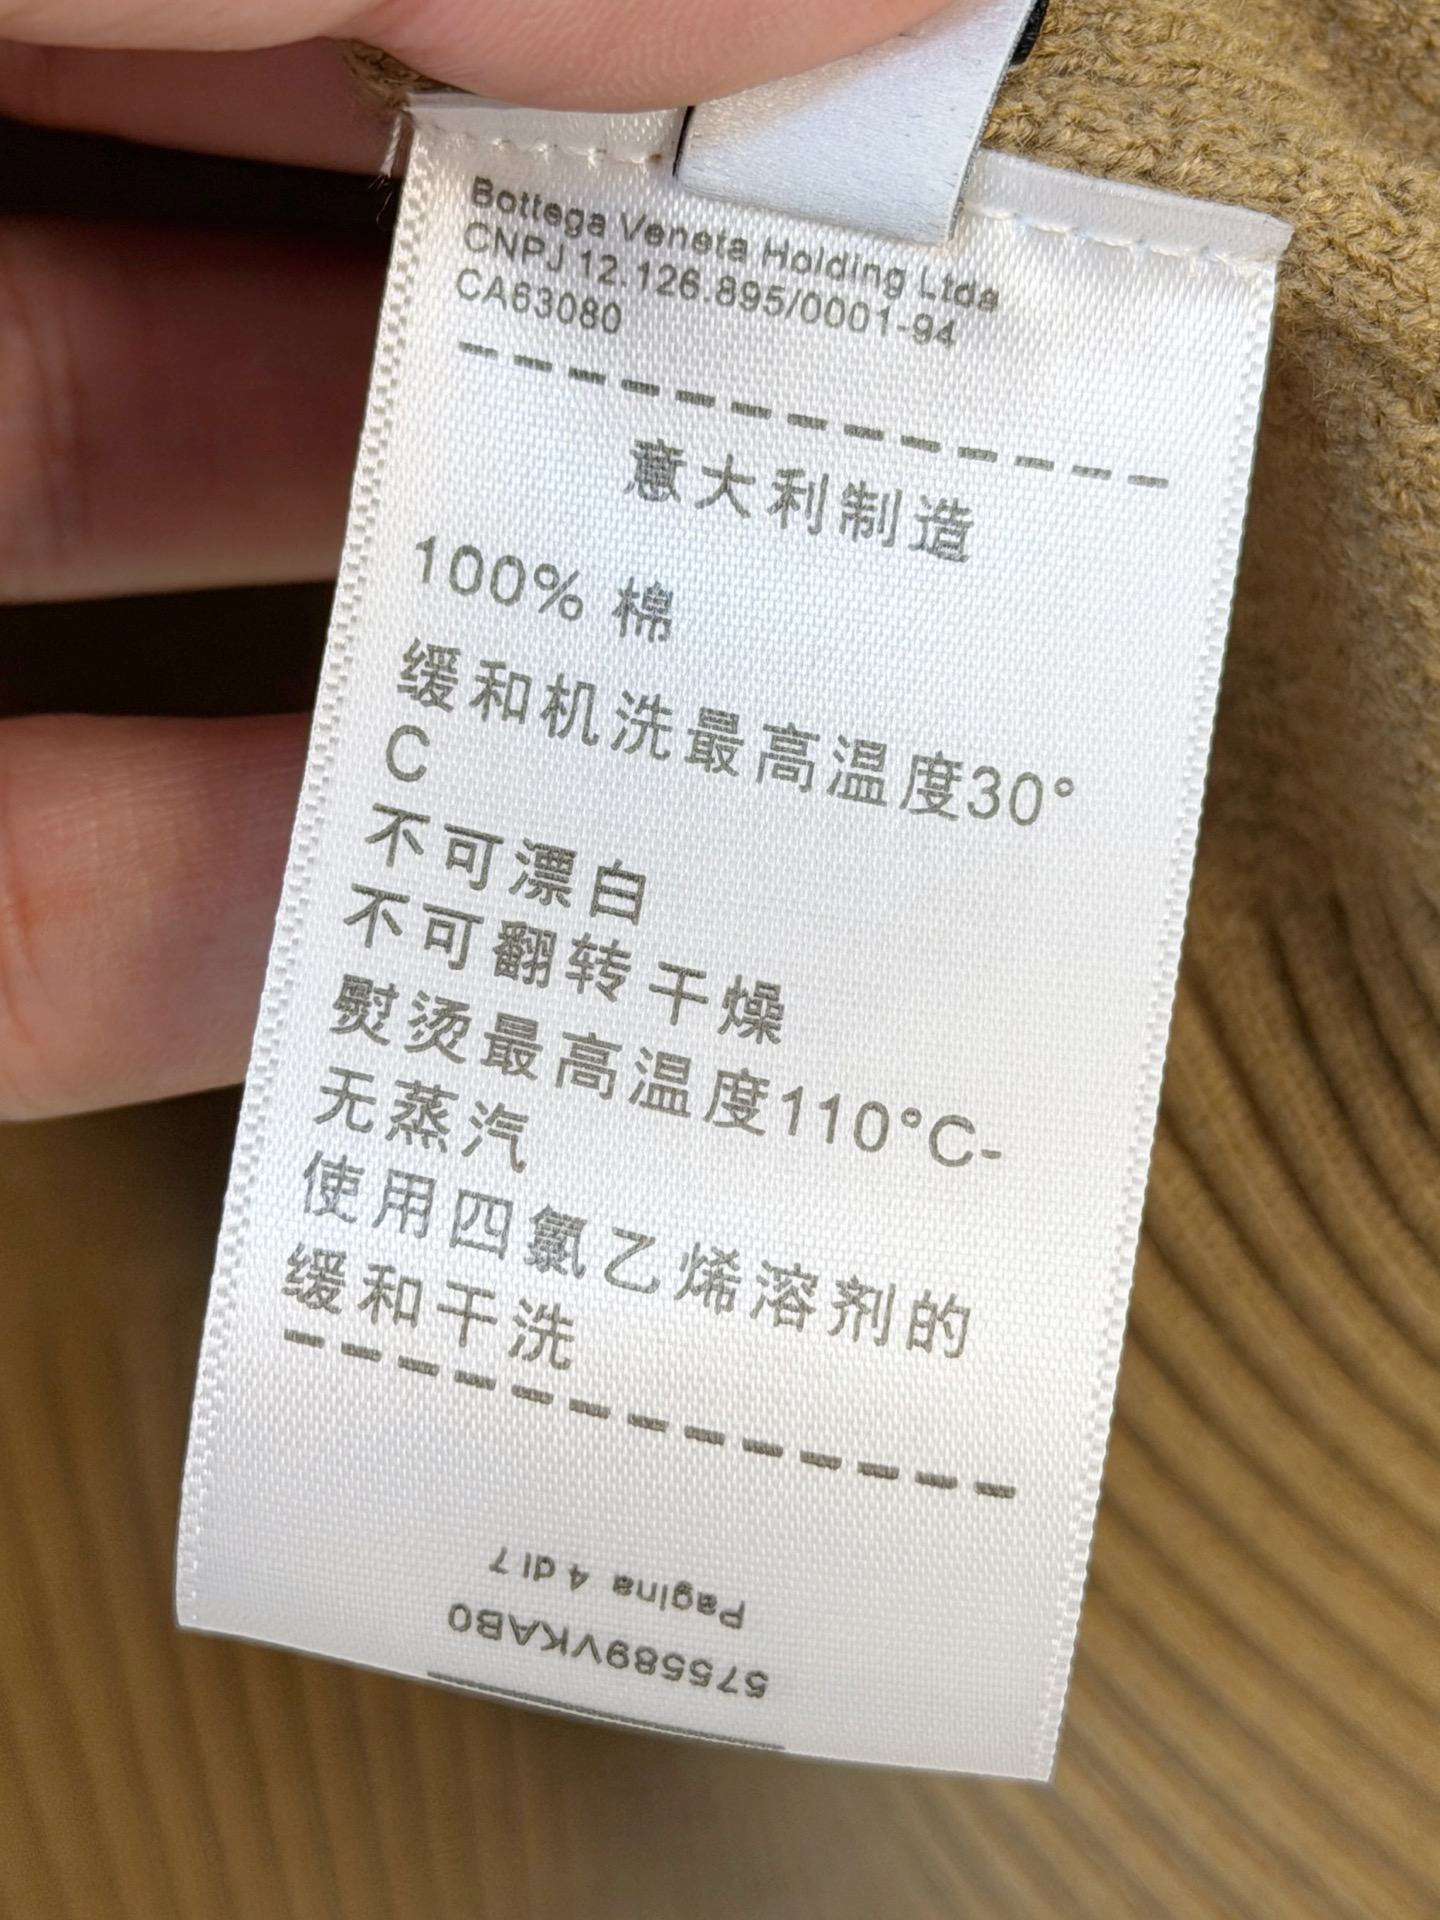 Bottega Veneta Holding Ltda
CNPJ 12.126.895/0001-94
CA63080
意大利制造
100% 棉
缓和机洗最高温度30°
C
不可漂白
不可翻转干燥
熨烫最高温度110°C-
无蒸汽
使用四氯乙烯溶剂的
缓和干洗
575589VKAB0
Pagina 4 di 7